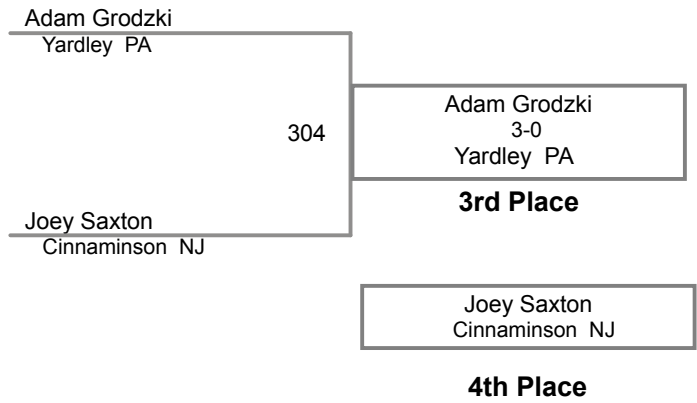 Adam Grodzki
Yardley PA
304
Adam Grodzki
3-0
Yardley PA
3rd Place
Joey Saxton
Cinnaminson NJ
Joey Saxton
Cinnaminson NJ
4th Place